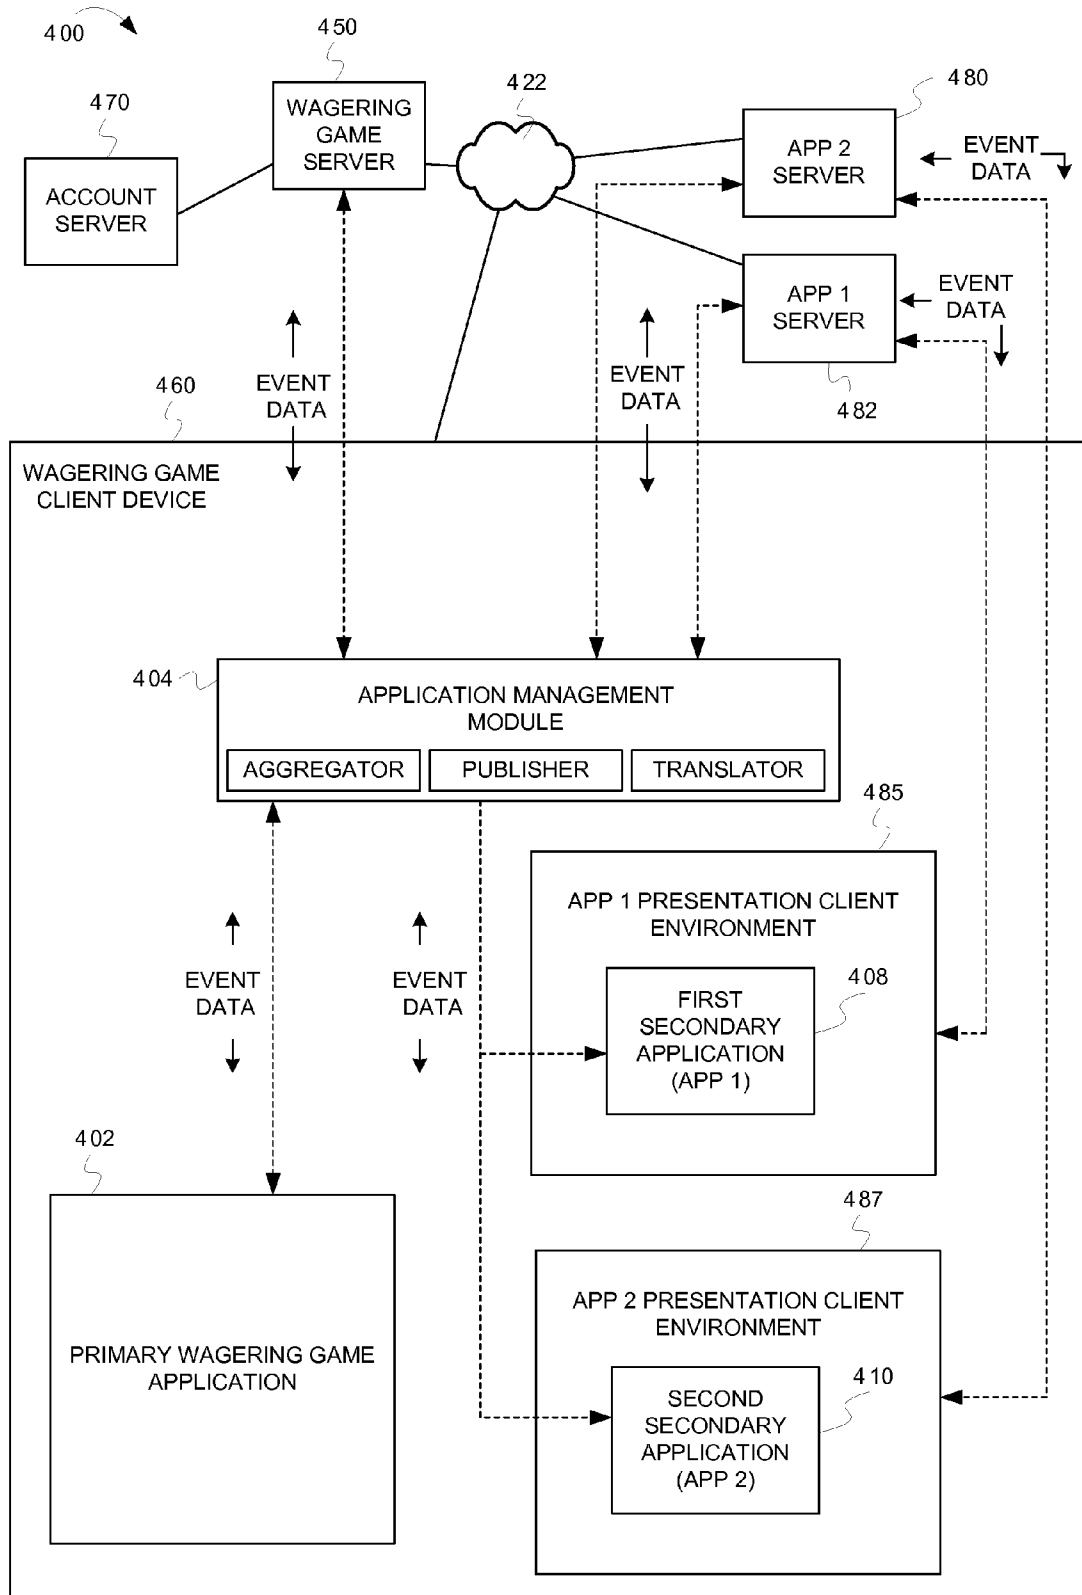 400
450
470
422
480
WAGERING
GAME
SERVER
APP 2
SERVER
EVENT
DATA
ACCOUNT
SERVER
APP 1
SERVER
EVENT
DATA
482
460
EVENT
DATA
EVENT
DATA
WAGERING GAME
CLIENT DEVICE
404
APPLICATION MANAGEMENT
MODULE
AGGREGATOR
PUBLISHER
TRANSLATOR
485
APP 1 PRESENTATION CLIENT
ENVIRONMENT
EVENT
DATA
EVENT
DATA
408
FIRST
SECONDARY
APPLICATION
(APP 1)
402
487
APP 2 PRESENTATION CLIENT
ENVIRONMENT
PRIMARY WAGERING GAME
APPLICATION
410
SECOND
SECONDARY
APPLICATION
(APP 2)